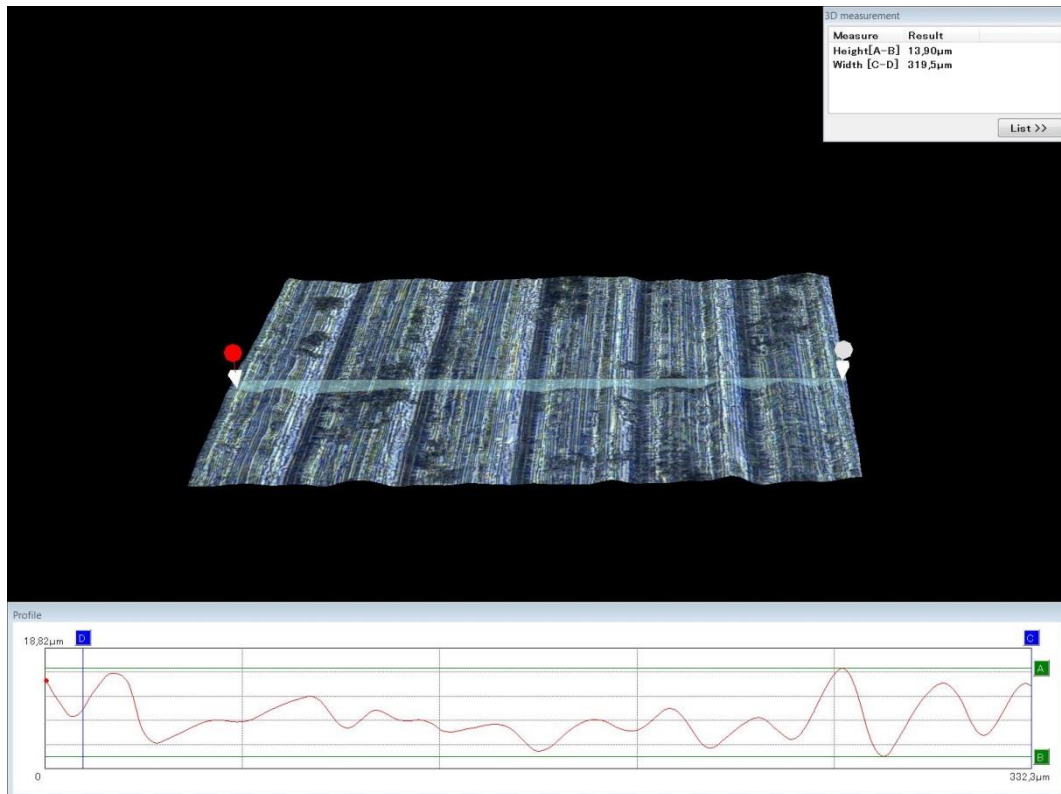 3D measurement
Measure Result
Height[A-B] 13,90µm
Width [C-D] 319,5µm
List >>
Profile
18,82µm D C
A
B
0 332,3µm